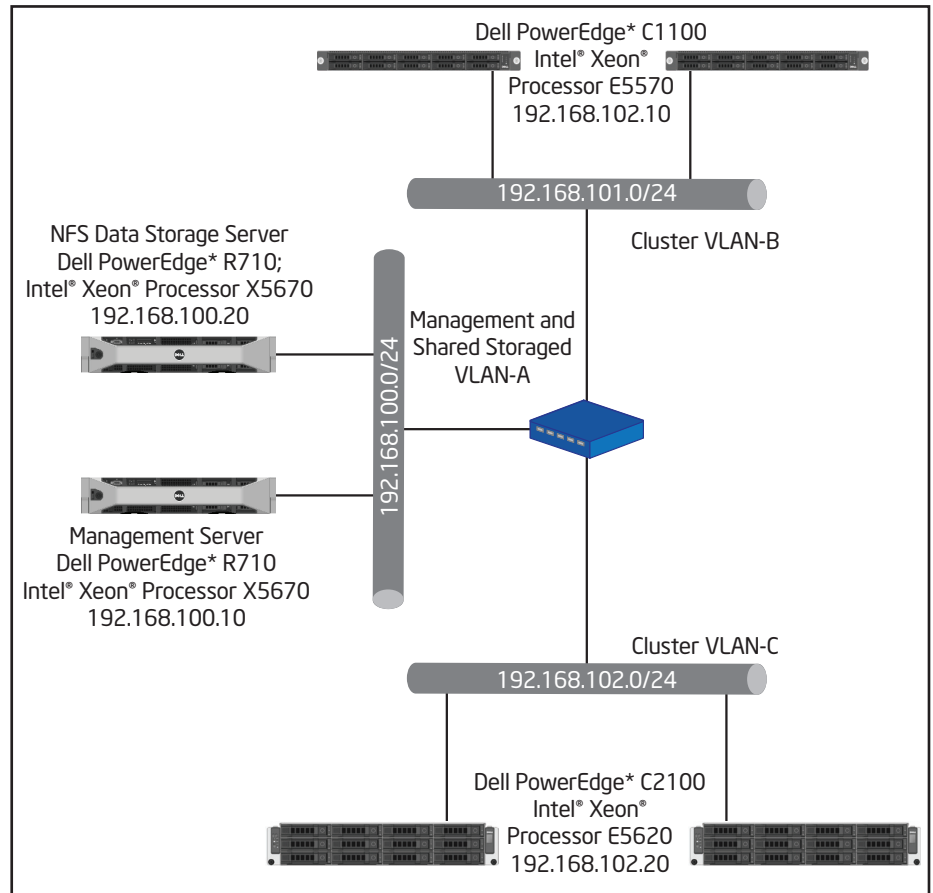 Dell PowerEdge* C1100
Intel® Xeon®
Processor E5570
192.168.102.10
192.168.101.0/24
Cluster VLAN-B
NFS Data Storage Server
Dell PowerEdge* R710;
Intel® Xeon® Processor X5670
192.168.100.20
192.168.100.0/24
Management and
Shared Storaged
VLAN-A
Management Server
Dell PowerEdge* R710
Intel® Xeon® Processor X5670
192.168.100.10
Cluster VLAN-C
192.168.102.0/24
Dell PowerEdge* C2100
Intel® Xeon®
Processor E5620
192.168.102.20